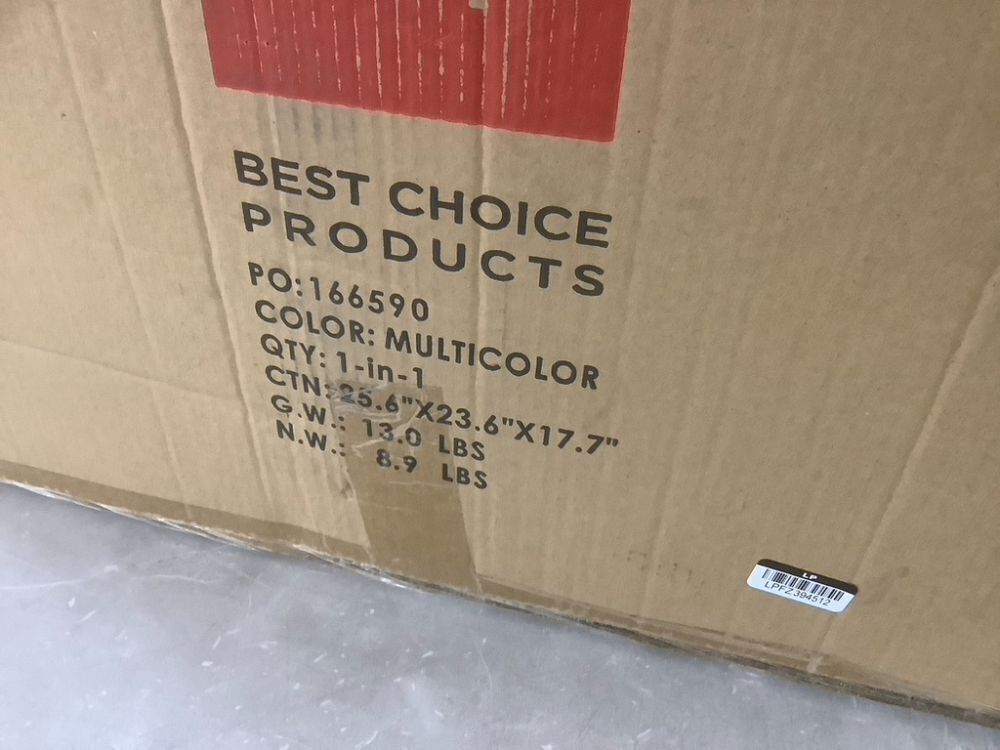 BEST CHOICE
PRODUCTS
PO:166590
COLOR: MULTICOLOR
QTY: 1-in-1
CTN:25.6"X23.6"X17.7"
G.W.: 13.0 LBS
N.W.: 8.9 LBS
LP
LPFZ394512